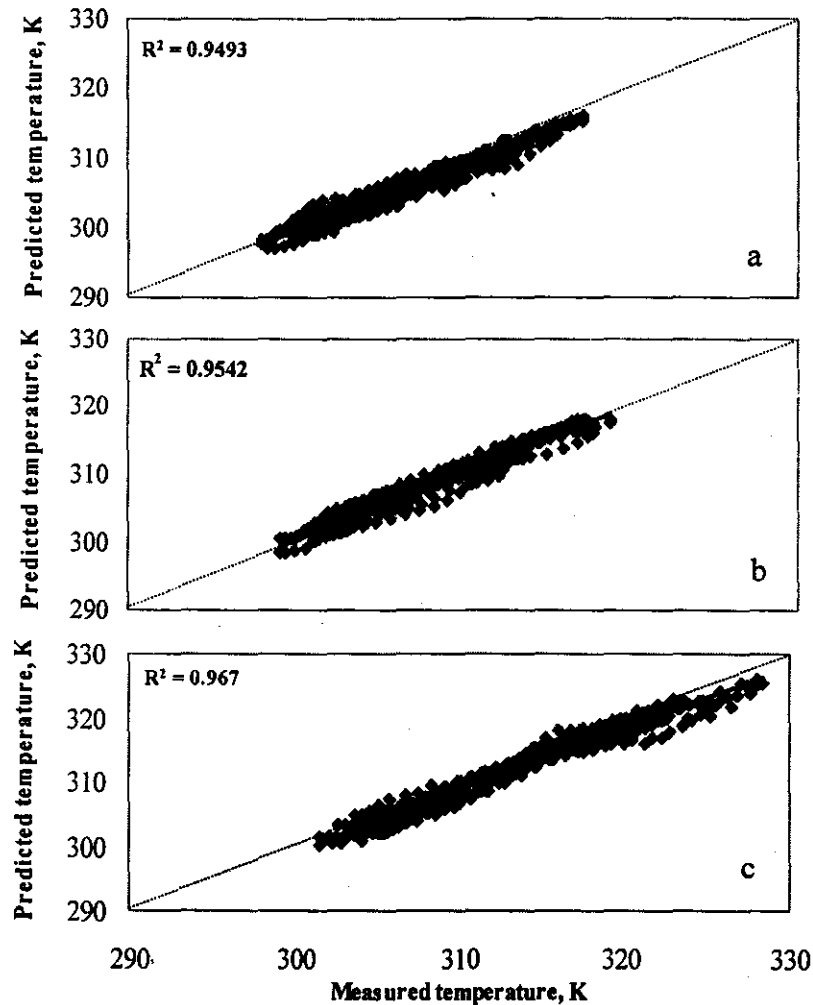 330
R² = 0.9493
320
310
300
290
Predicted temperature, K
a
330
R² = 0.9542
320
310
300
290
Predicted temperature, K
b
330
R² = 0.967
320
310
300
290
Predicted temperature, K
c
290 300 310 320 330
Measured temperature, K